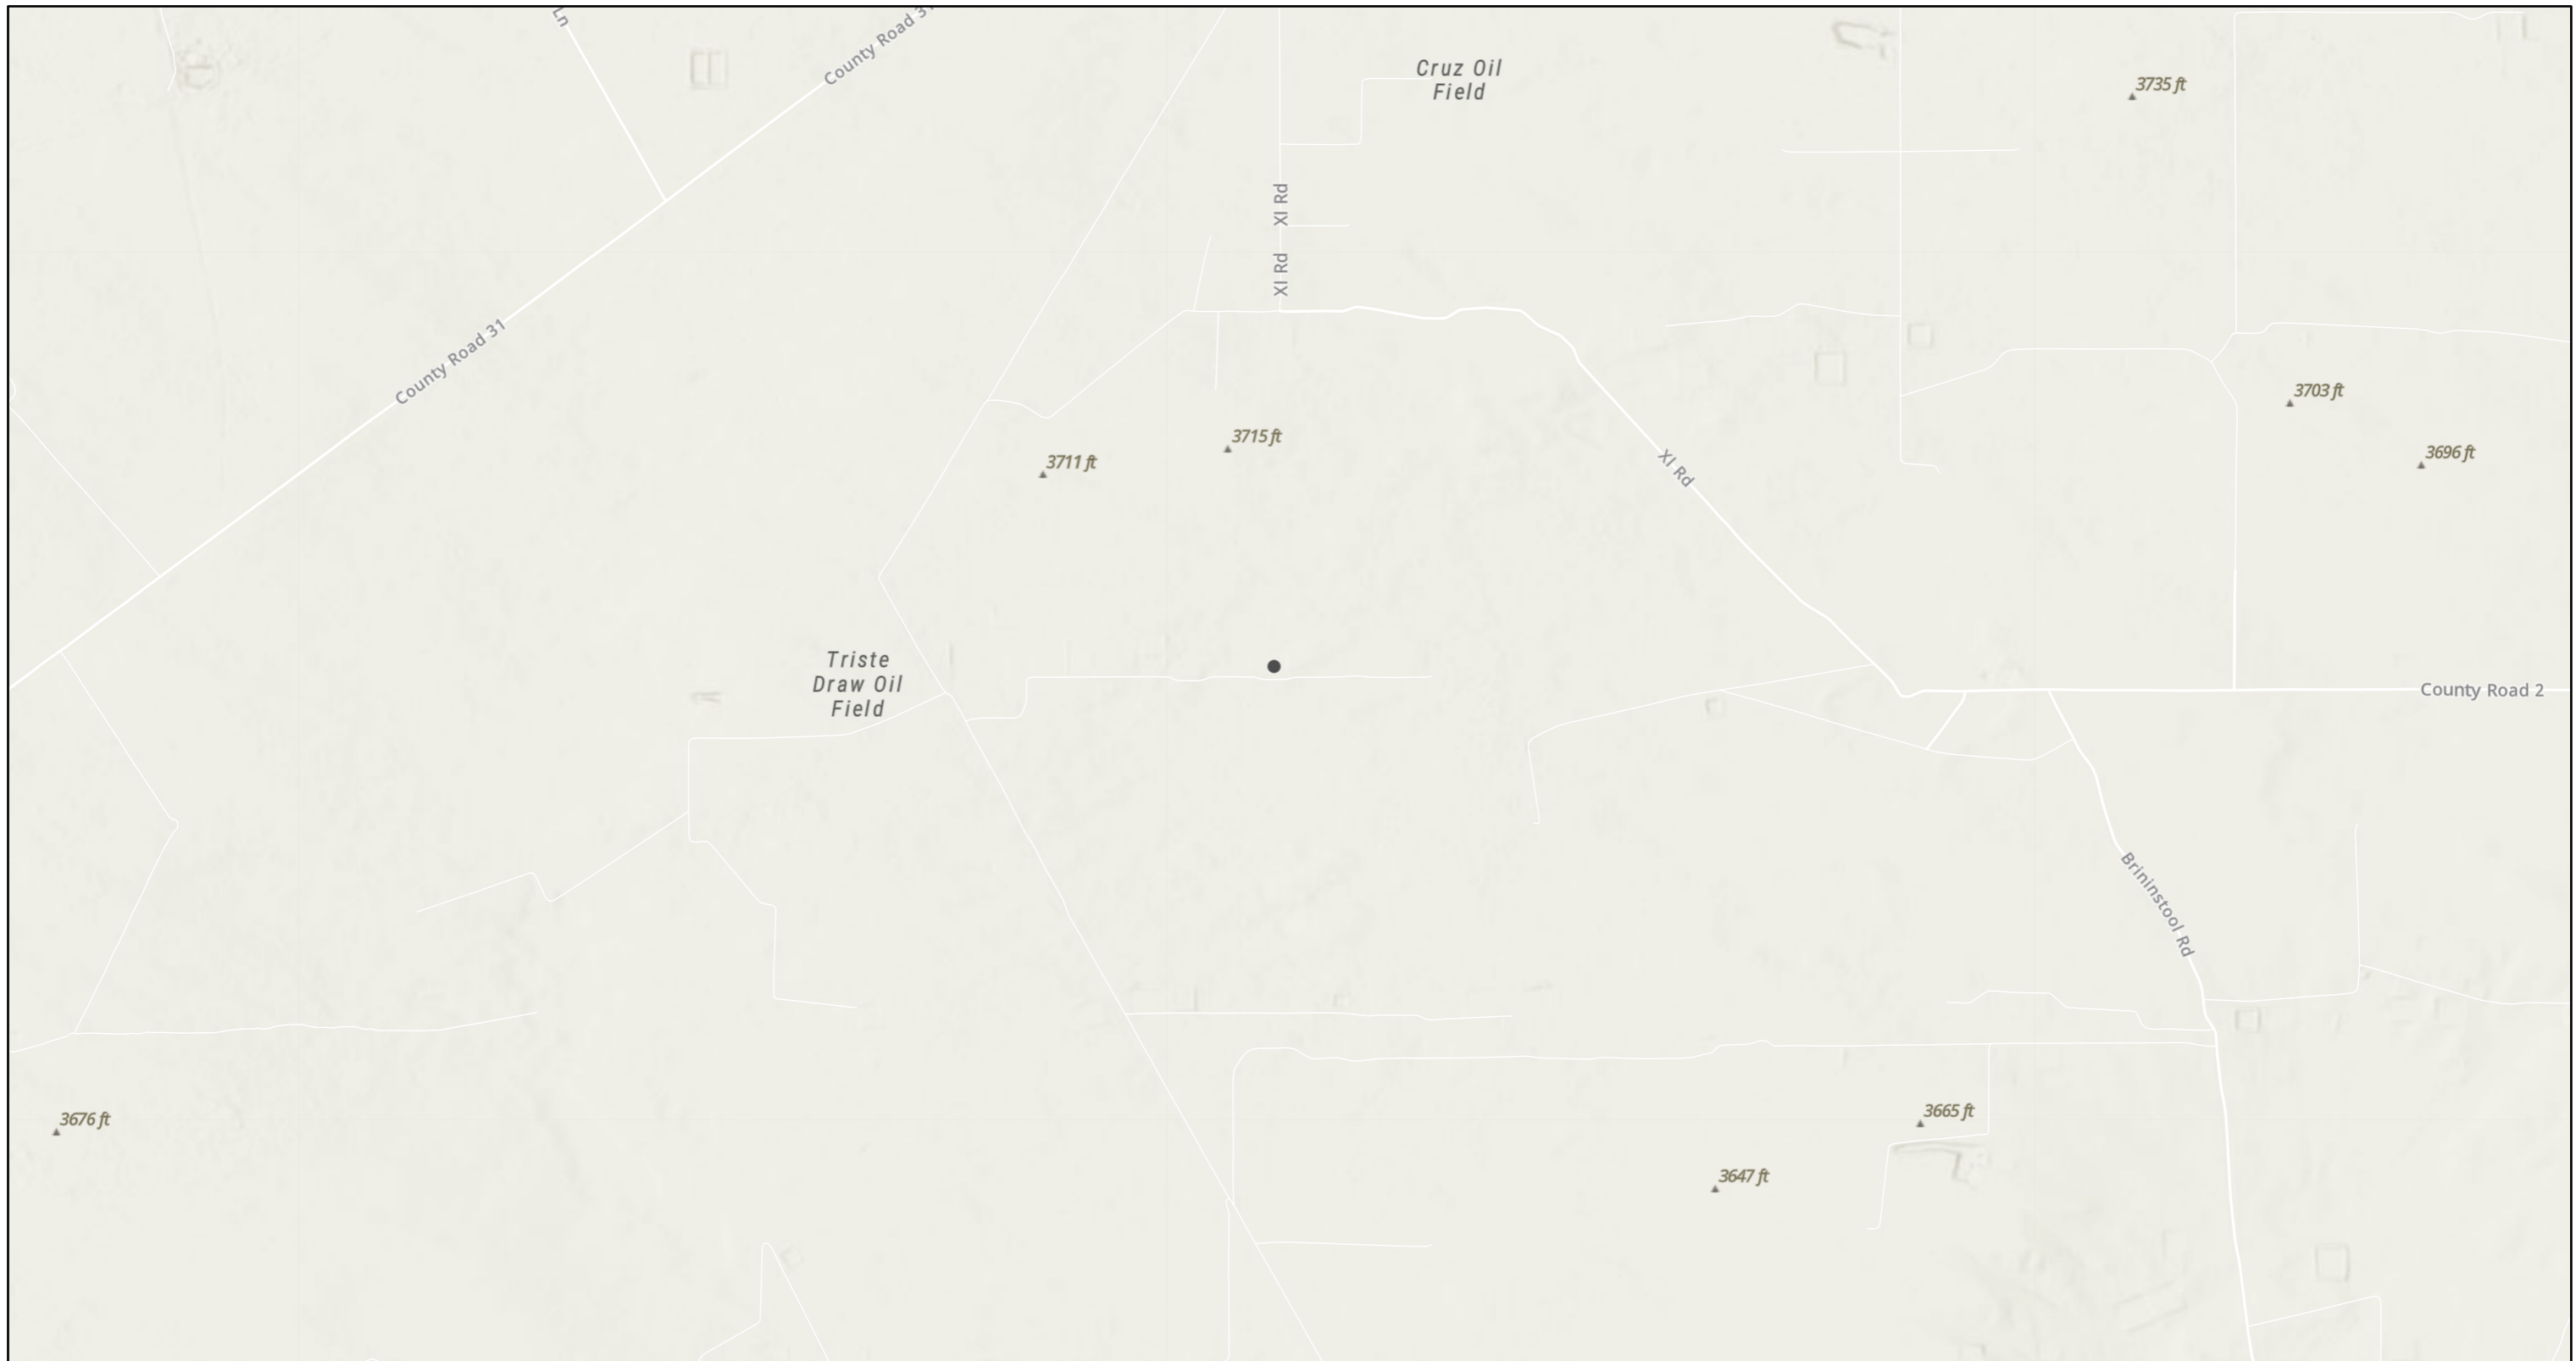 Ln
County Road 31
Cruz Oil
Field
3735 ft
Xl Rd
Xl Rd
County Road 31
3703 ft
3715 ft
3696 ft
3711 ft
Xl Rd
Triste
Draw Oil
Field
County Road 2
Brininstool Rd
3676 ft
3665 ft
3647 ft